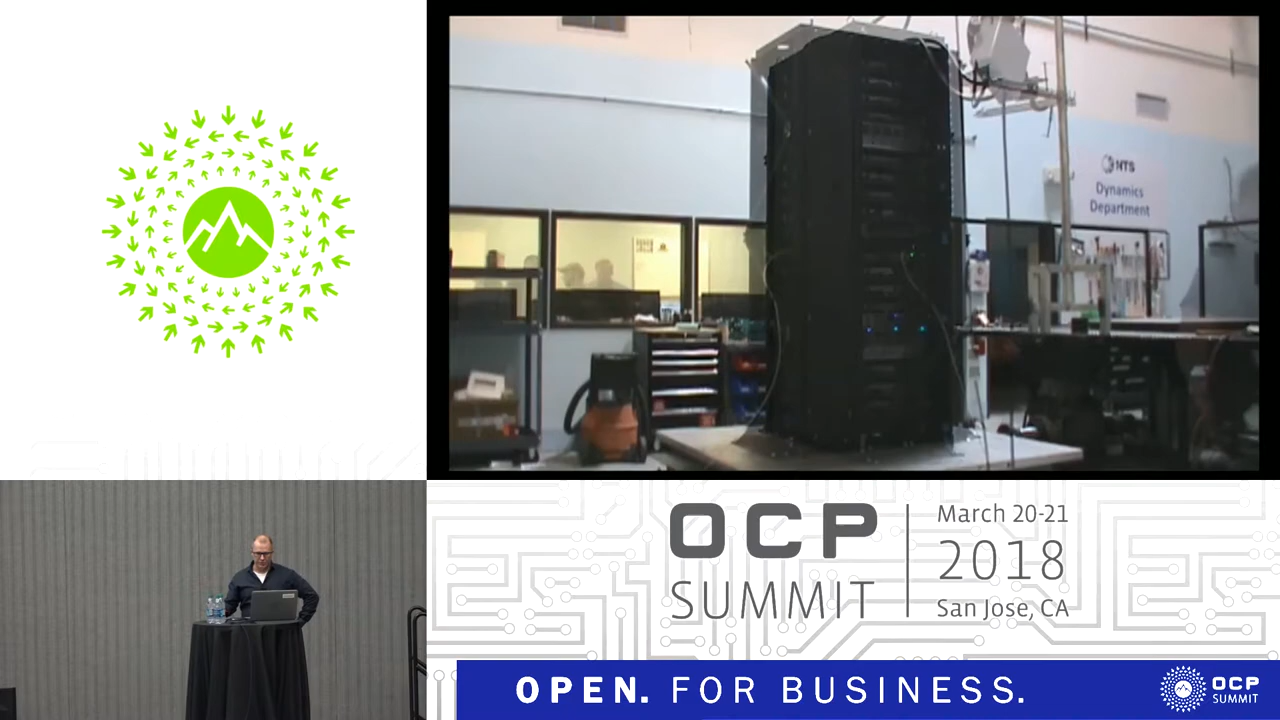 NTS
Dynamics
Department
OCP
SUMMIT
March 20-21
2018
San Jose, CA
OPEN. FOR BUSINESS.
OCP
SUMMIT